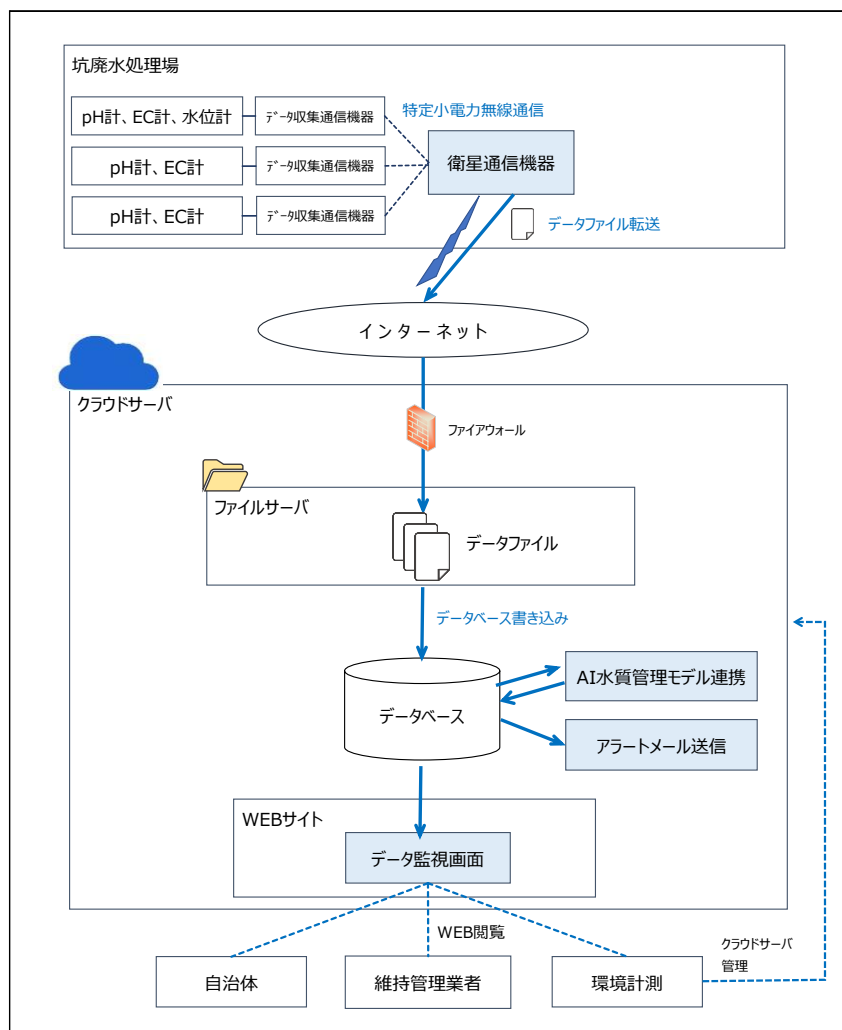 坑廃水処理場
pH計、EC計、水位計
ﾃﾞｰﾀ収集通信機器
特定小電力無線通信
pH計、EC計
ﾃﾞｰﾀ収集通信機器
衛星通信機器
pH計、EC計
ﾃﾞｰﾀ収集通信機器
データファイル転送
インターネット
クラウドサーバ
ファイアウォール
ファイルサーバ
データファイル
データベース書き込み
AI水質管理モデル連携
データベース
アラートメール送信
WEBサイト
データ監視画面
WEB閲覧
クラウドサーバ
管理
自治体
維持管理業者
環境計測